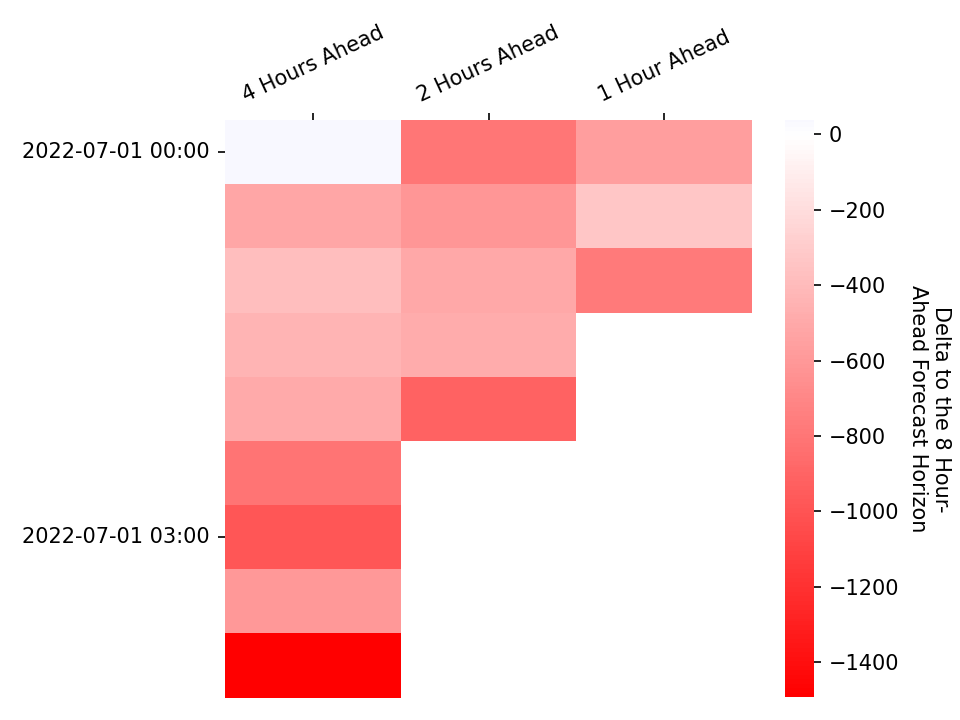 4 Hours Ahead
2 Hours Ahead
1 Hour Ahead
2022-07-01 00:00
2022-07-01 03:00
0
−200
−400
−600
−800
−1000
−1200
−1400
Delta to the 8 Hour-
Ahead Forecast Horizon